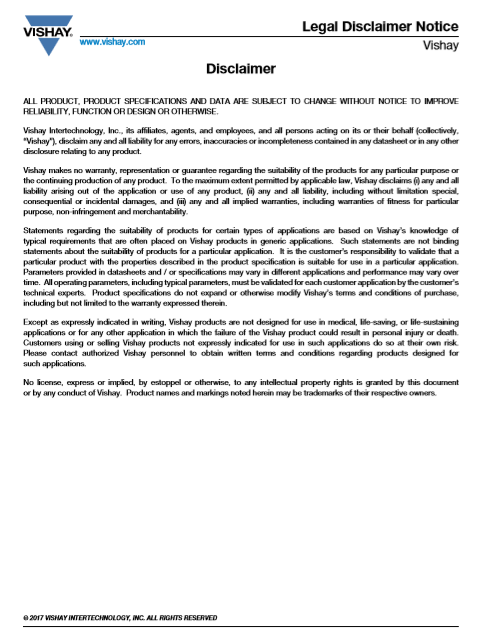 VISHAY®
www.vishay.com
Legal Disclaimer Notice
Vishay
Disclaimer
ALL PRODUCT, PRODUCT SPECIFICATIONS AND DATA ARE SUBJECT TO CHANGE WITHOUT NOTICE TO IMPROVE
RELIABILITY, FUNCTION OR DESIGN OR OTHERWISE.
Vishay Intertechnology, Inc., its affiliates, agents, and employees, and all persons acting on its or their behalf (collectively,
"Vishay"), disclaim any and all liability for any errors, inaccuracies or incompleteness contained in any datasheet or in any other
disclosure relating to any product.
Vishay makes no warranty, representation or guarantee regarding the suitability of the products for any particular purpose or
the continuing production of any product. To the maximum extent permitted by applicable law, Vishay disclaims (i) any and all
liability arising out of the application or use of any product, (ii) any and all liability, including without limitation special,
consequential or incidental damages, and (iii) any and all implied warranties, including warranties of fitness for particular
purpose, non-infringement and merchantability.
Statements regarding the suitability of products for certain types of applications are based on Vishay's knowledge of
typical requirements that are often placed on Vishay products in generic applications. Such statements are not binding
statements about the suitability of products for a particular application. It is the customer's responsibility to validate that a
particular product with the properties described in the product specification is suitable for use in a particular application.
Parameters provided in datasheets and / or specifications may vary in different applications and performance may vary over
time. All operating parameters, including typical parameters, must be validated for each customer application by the customer's
technical experts. Product specifications do not expand or otherwise modify Vishay's terms and conditions of purchase,
including but not limited to the warranty expressed therein.
Except as expressly indicated in writing, Vishay products are not designed for use in medical, life-saving, or life-sustaining
applications or for any other application in which the failure of the Vishay product could result in personal injury or death.
Customers using or selling Vishay products not expressly indicated for use in such applications do so at their own risk.
Please contact authorized Vishay personnel to obtain written terms and conditions regarding products designed for
such applications.
No license, express or implied, by estoppel or otherwise, to any intellectual property rights is granted by this document
or by any conduct of Vishay. Product names and markings noted herein may be trademarks of their respective owners.
© 2017 VISHAY INTERTECHNOLOGY, INC. ALL RIGHTS RESERVED